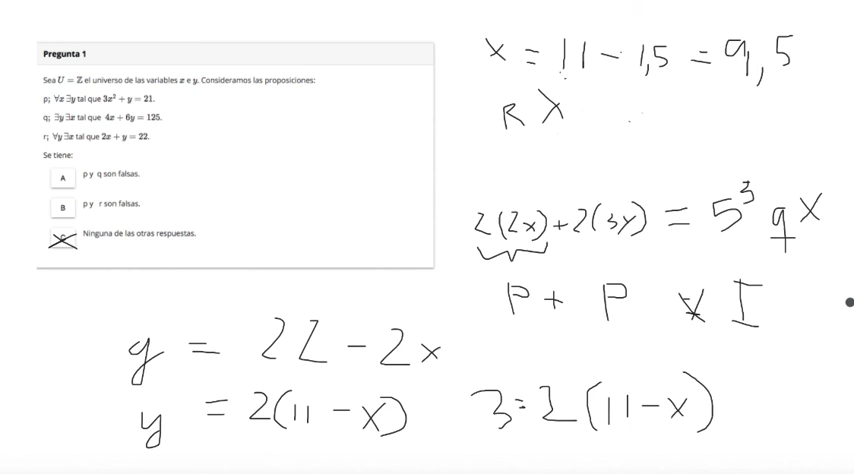 Pregunta 1
Sea U = ℤ el universo de las variables x e y. Consideramos las proposiciones:
p; ∀x ∃y tal que 3x² + y = 21.
q; ∃y ∃x tal que 4x + 6y = 125.
r; ∀y ∃x tal que 2x + y = 22.
Se tiene:
A p y q son falsas.
B p y r son falsas.
C Ninguna de las otras respuestas.
x = 11 - 1,5 = 9,5
R X
2(2x) + 2(3y) = 5³ q X
P + P X I
y = 22 - 2x
y = 2(11 - x) 3 = 2(11 - x)